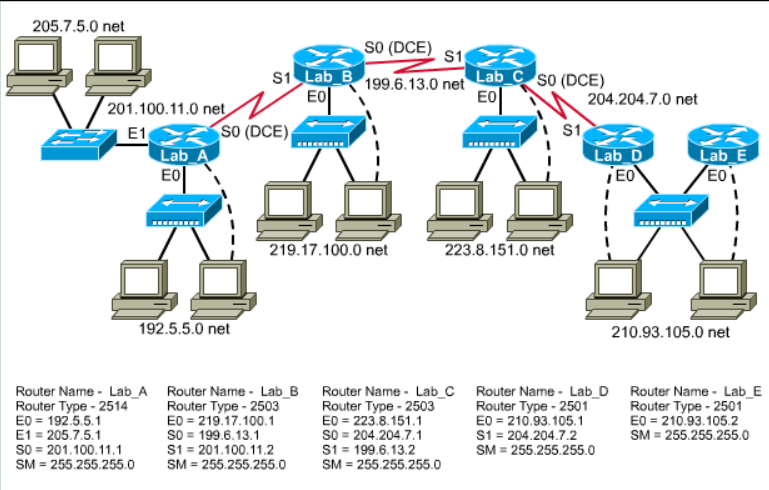 205.7.5.0 net
S0 (DCE)
S1
S1
Lab_B
199.6.13.0 net
Lab_C
S0 (DCE)
E0
E0
201.100.11.0 net
204.204.7.0 net
E1
S0 (DCE)
S1
Lab_A
Lab_D
Lab_E
E0
E0
E0
219.17.100.0 net
223.8.151.0 net
192.5.5.0 net
210.93.105.0 net
Router Name - Lab_A
Router Type - 2514
E0 = 192.5.5.1
E1 = 205.7.5.1
S0 = 201.100.11.1
SM = 255.255.255.0
Router Name - Lab_B
Router Type - 2503
E0 = 219.17.100.1
S0 = 199.6.13.1
S1 = 201.100.11.2
SM = 255.255.255.0
Router Name - Lab_C
Router Type - 2503
E0 = 223.8.151.1
S0 = 204.204.7.1
S1 = 199.6.13.2
SM = 255.255.255.0
Router Name - Lab_D
Router Type - 2501
E0 = 210.93.105.1
S1 = 204.204.7.2
SM = 255.255.255.0
Router Name - Lab_E
Router Type - 2501
E0 = 210.93.105.2
SM = 255.255.255.0